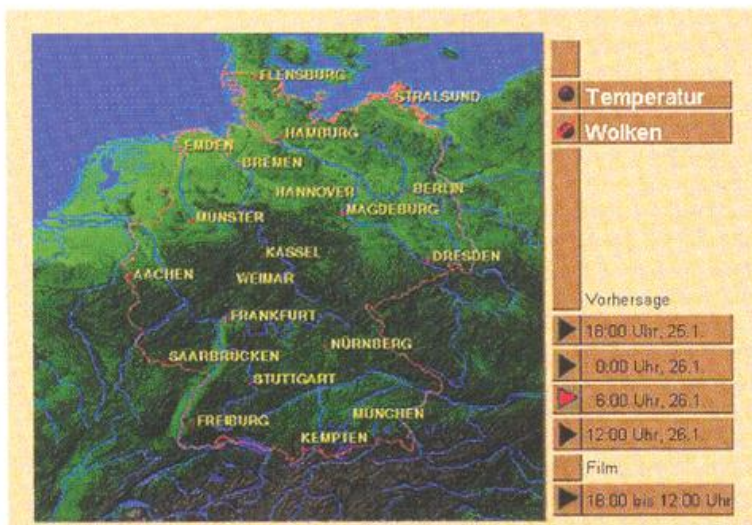 FLENSBURG
STRALSUND
HAMBURG
EMDEN
BREMEN
HANNOVER
BERLIN
MÜNSTER
MAGDEBURG
KASSEL
DRESDEN
AACHEN
WEIMAR
FRANKFURT
NÜRNBERG
SAARBRÜCKEN
STUTTGART
MÜNCHEN
FREIBURG
KEMPTEN
Temperatur
Wolken
Vorhersage
18:00 Uhr, 25.1.
0:00 Uhr, 26.1.
6:00 Uhr, 26.1.
12:00 Uhr, 26.1.
Film
18:00 bis 12:00 Uhr